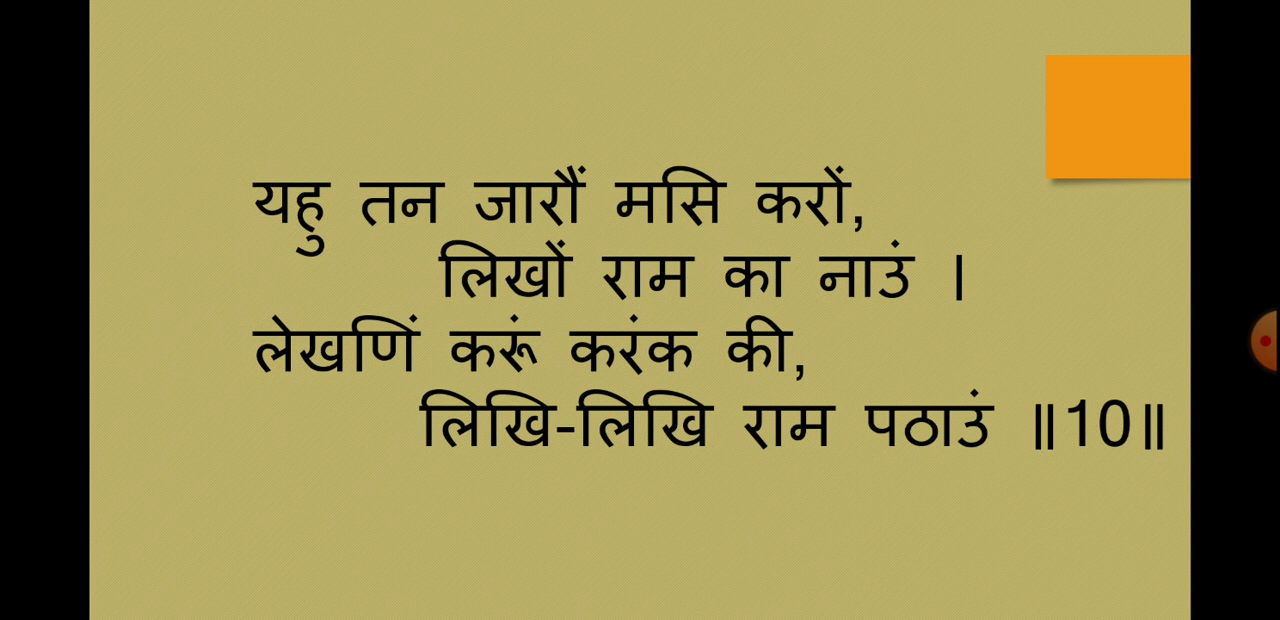 यहु तन जारौं मसि करों,
लिखों राम का नाउं ।
लेखणिं करूं करंक की,
लिखि-लिखि राम पठाउं ॥10॥